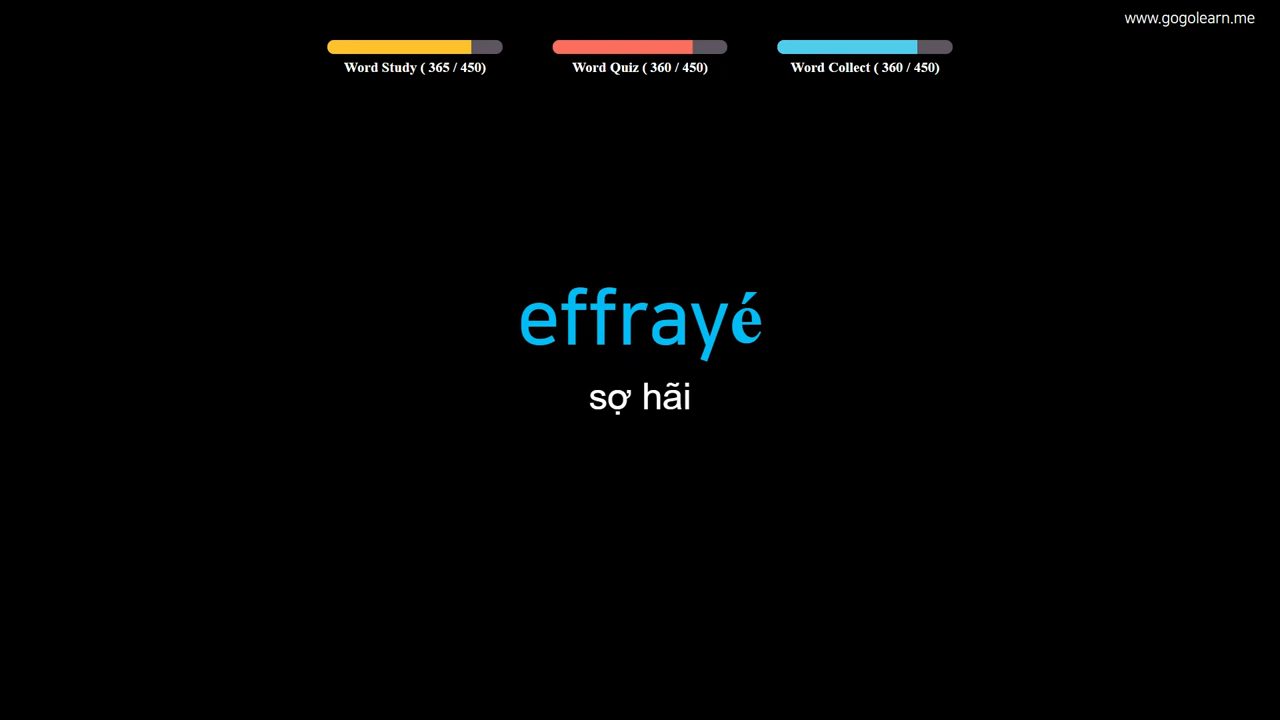 www.gogolearn.me
Word Study ( 365 / 450)
Word Quiz ( 360 / 450)
Word Collect ( 360 / 450)
effrayé
sợ hãi